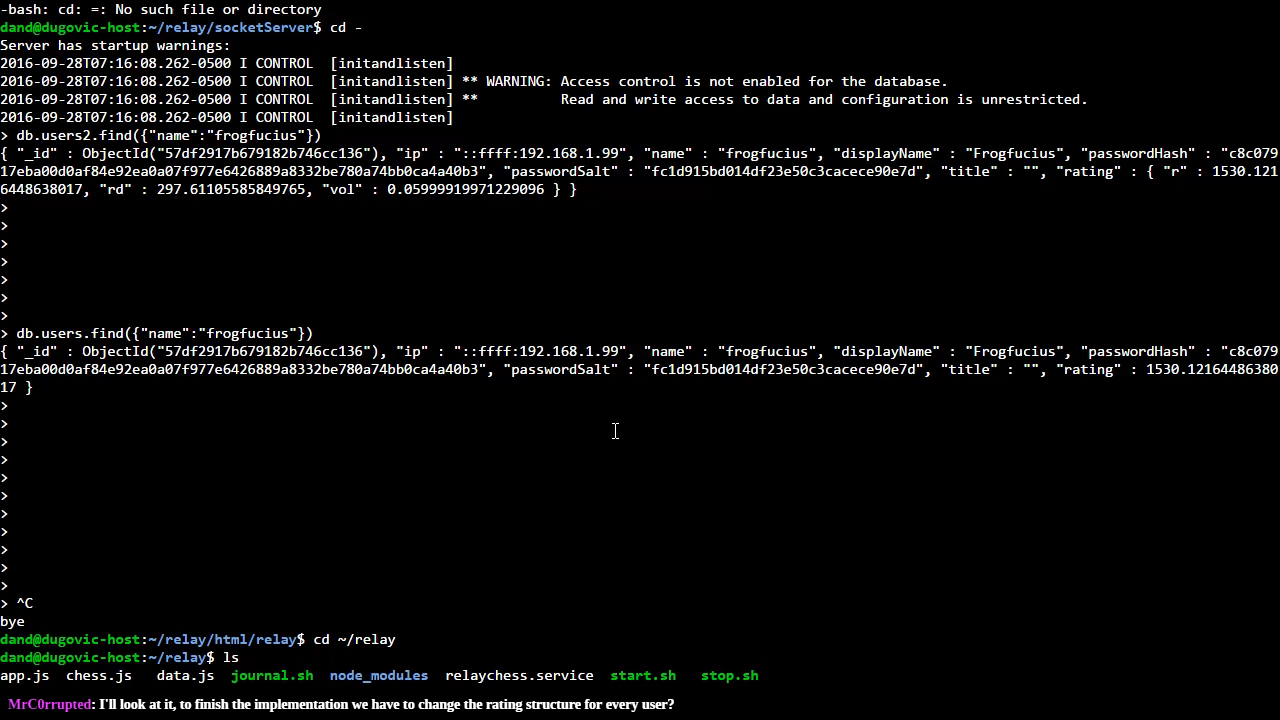 -bash: cd: =: No such file or directory
dand@dugovic-host:~/relay/socketServer$ cd -
Server has startup warnings:
2016-09-28T07:16:08.262-0500 I CONTROL  [initandlisten]
2016-09-28T07:16:08.262-0500 I CONTROL  [initandlisten] ** WARNING: Access control is not enabled for the database.
2016-09-28T07:16:08.262-0500 I CONTROL  [initandlisten] **          Read and write access to data and configuration is unrestricted.
2016-09-28T07:16:08.262-0500 I CONTROL  [initandlisten]
> db.users2.find({"name":"frogfucius"})
{ "_id" : ObjectId("57df2917b679182b746cc136"), "ip" : "::ffff:192.168.1.99", "name" : "frogfucius", "displayName" : "Frogfucius", "passwordHash" : "c8c079
17eba00d0af84e92ea0a07f977e6426889a8332be780a74bb0ca4a40b3", "passwordSalt" : "fc1d915bd014df23e50c3cacece90e7d", "title" : "", "rating" : { "r" : 1530.121
6448638017, "rd" : 297.61105585849765, "vol" : 0.05999919971229096 } }
>
>
>
>
>
>
>
> db.users.find({"name":"frogfucius"})
{ "_id" : ObjectId("57df2917b679182b746cc136"), "ip" : "::ffff:192.168.1.99", "name" : "frogfucius", "displayName" : "Frogfucius", "passwordHash" : "c8c079
17eba00d0af84e92ea0a07f977e6426889a8332be780a74bb0ca4a40b3", "passwordSalt" : "fc1d915bd014df23e50c3cacece90e7d", "title" : "", "rating" : 1530.12164486380
17 }
>
>
>
>
>
>
>
>
>
>
>
> ^C
bye
dand@dugovic-host:~/relay/html/relay$ cd ~/relay
dand@dugovic-host:~/relay$ ls
app.js  chess.js   data.js  journal.sh  node_modules  relaychess.service  start.sh   stop.sh
MrC0rrupted: I'll look at it, to finish the implementation we have to change the rating structure for every user?